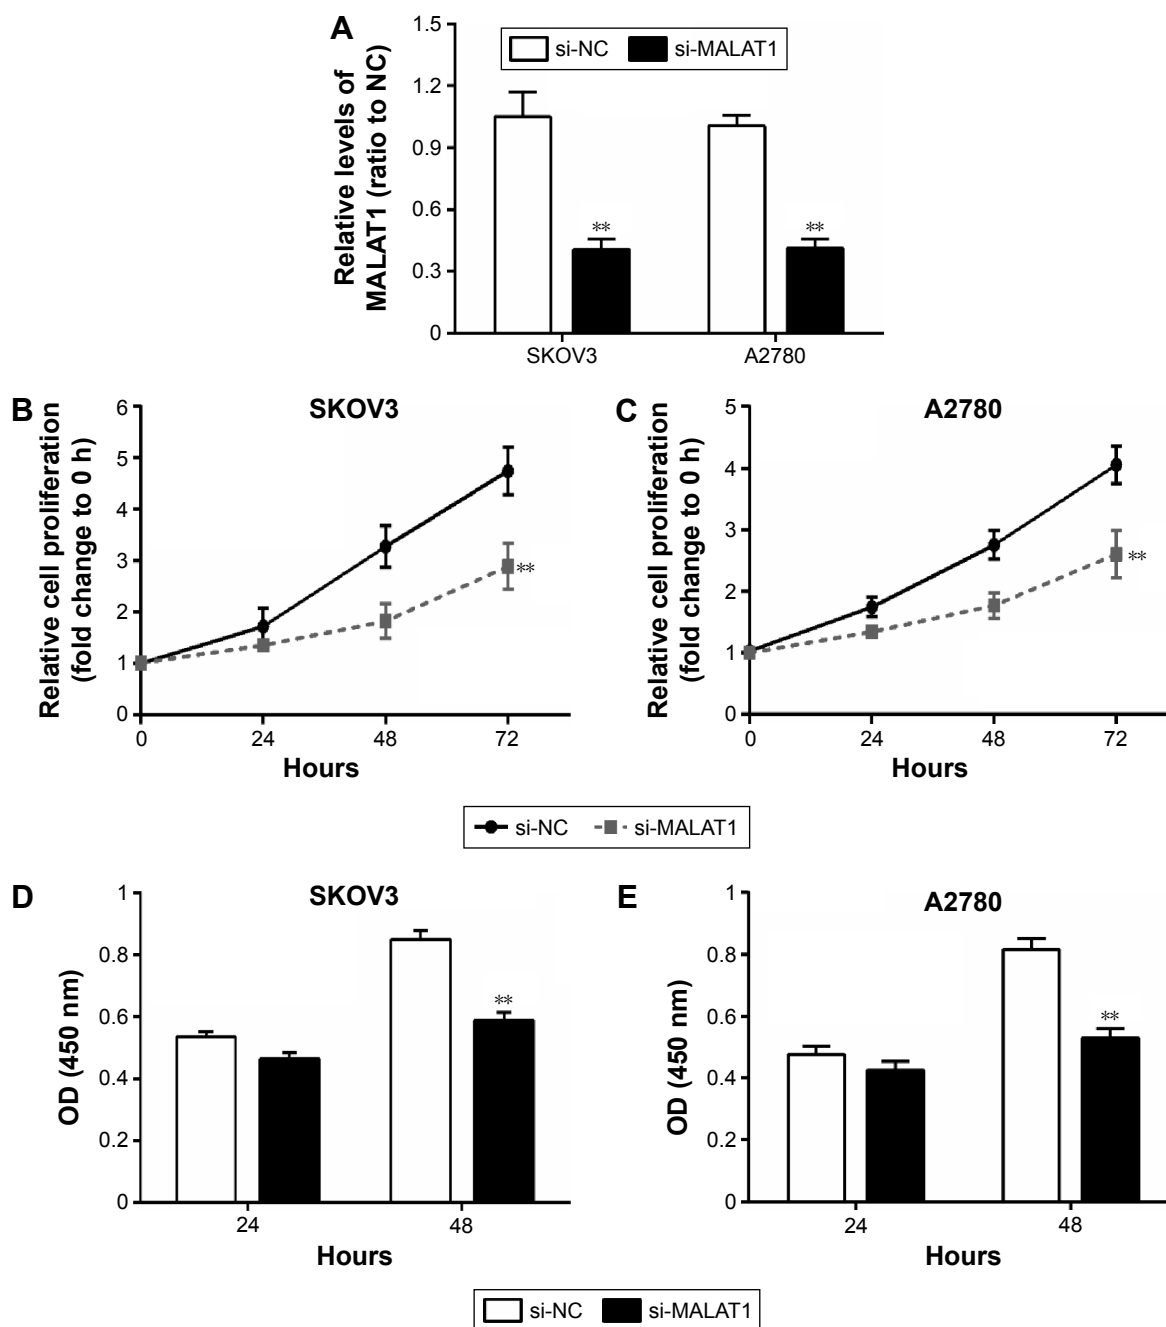 A
si-NC si-MALAT1
Relative levels of
MALAT1 (ratio to NC)
1.5
1.2
0.9
0.6
0.3
0
**
**
SKOV3 A2780
B
SKOV3
Relative cell proliferation
(fold change to 0 h)
6
5
4
3
2
1
0
**
0 24 48 72
Hours
C
A2780
Relative cell proliferation
(fold change to 0 h)
5
4
3
2
1
0
**
0 24 48 72
Hours
si-NC si-MALAT1
D
SKOV3
OD (450 nm)
1
0.8
0.6
0.4
0.2
0
**
24 48
Hours
E
A2780
OD (450 nm)
1
0.8
0.6
0.4
0.2
0
**
24 48
Hours
si-NC si-MALAT1